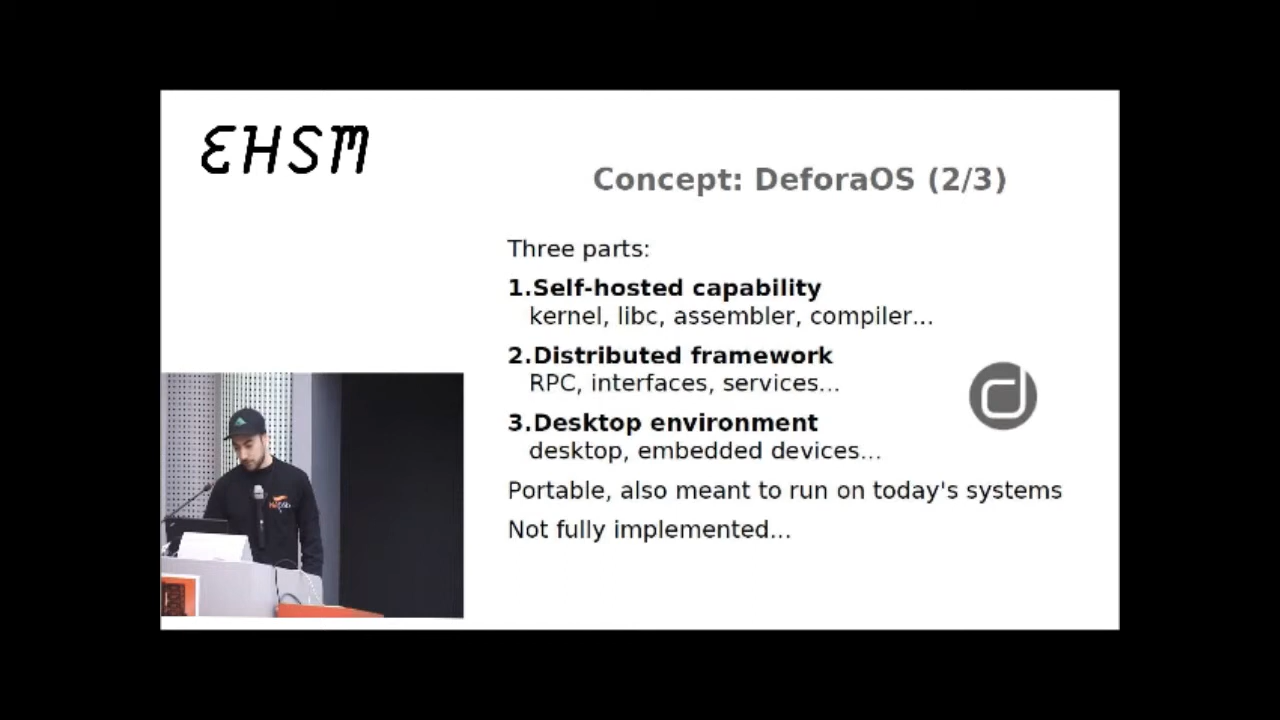 EHSM
Concept: DeforaOS (2/3)
Three parts:
1.Self-hosted capability
kernel, libc, assembler, compiler...
2.Distributed framework
RPC, interfaces, services...
3.Desktop environment
desktop, embedded devices...
Portable, also meant to run on today's systems
Not fully implemented...